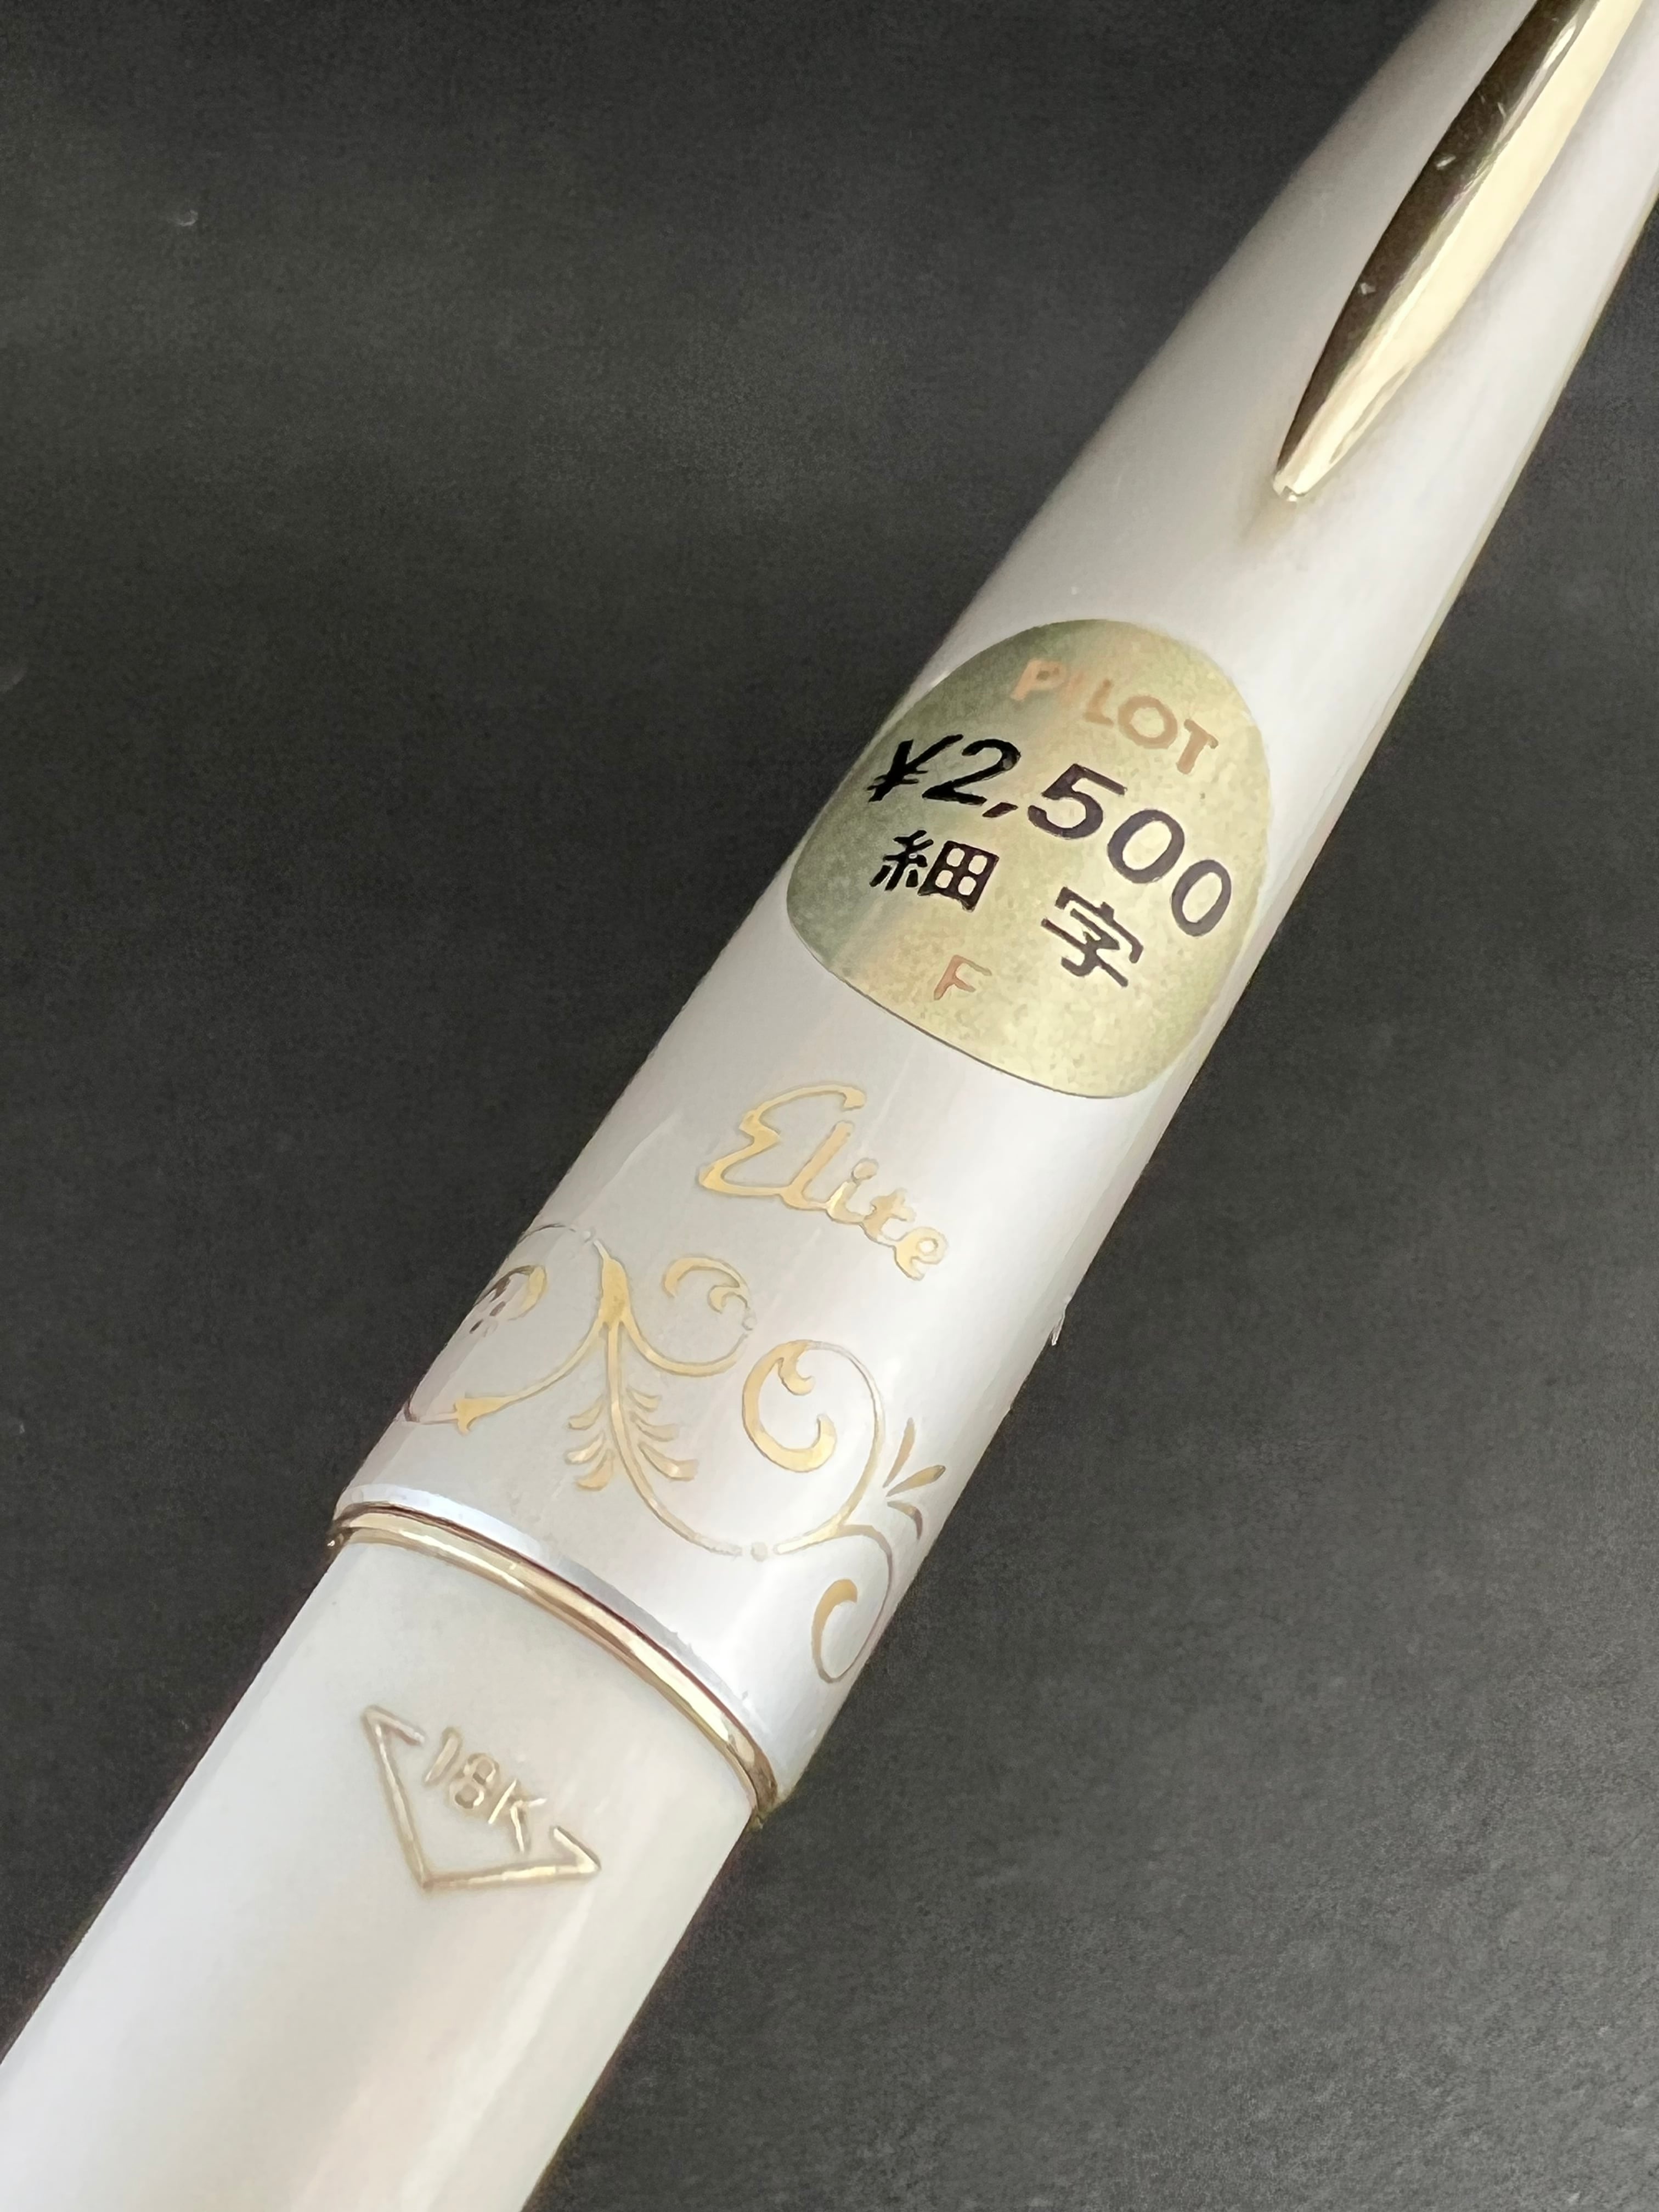 PILOT
¥2,500
細字
F
Elite
18K